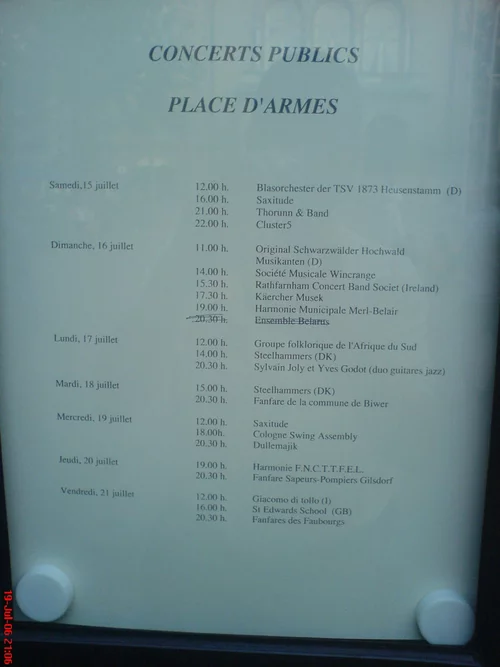 CONCERTS PUBLICS
PLACE D'ARMES
Samedi,15 juillet 12.00 h. Blasorchester der TSV 1873 Heusenstamm (D)
16.00 h. Saxitude
21.00 h. Thorunn & Band
22.00 h. Cluster5
Dimanche, 16 juillet 11.00 h. Original Schwarzwälder Hochwald
Musikanten (D)
14.00 h. Société Musicale Wincrange
15.30 h. Rathfarnham Concert Band Societ (Ireland)
17.30 h. Käercher Musek
19.00 h. Harmonie Municipale Merl-Belair
20.30 h. Ensemble Belarus
Lundi, 17 juillet 12.00 h. Groupe folklorique de l'Afrique du Sud
14.00 h. Steelhammers (DK)
20.30 h. Sylvain Joly et Yves Godot (duo guitares jazz)
Mardi, 18 juillet 15.00 h. Steelhammers (DK)
20.30 h. Fanfare de la commune de Biwer
Mercredi, 19 juillet 12.00 h. Saxitude
18.00h. Cologne Swing Assembly
20.30 h. Dullemajik
Jeudi, 20 juillet 19.00 h. Harmonie F.N.C.T.T.F.E.L.
20.30 h. Fanfare Sapeurs-Pompiers Gilsdorf
Vendredi, 21 juillet 12.00 h. Giacomo di tollo (I)
16.00 h. St Edwards School (GB)
20.30 h. Fanfares des Faubourgs
19-Jul-06 21:06